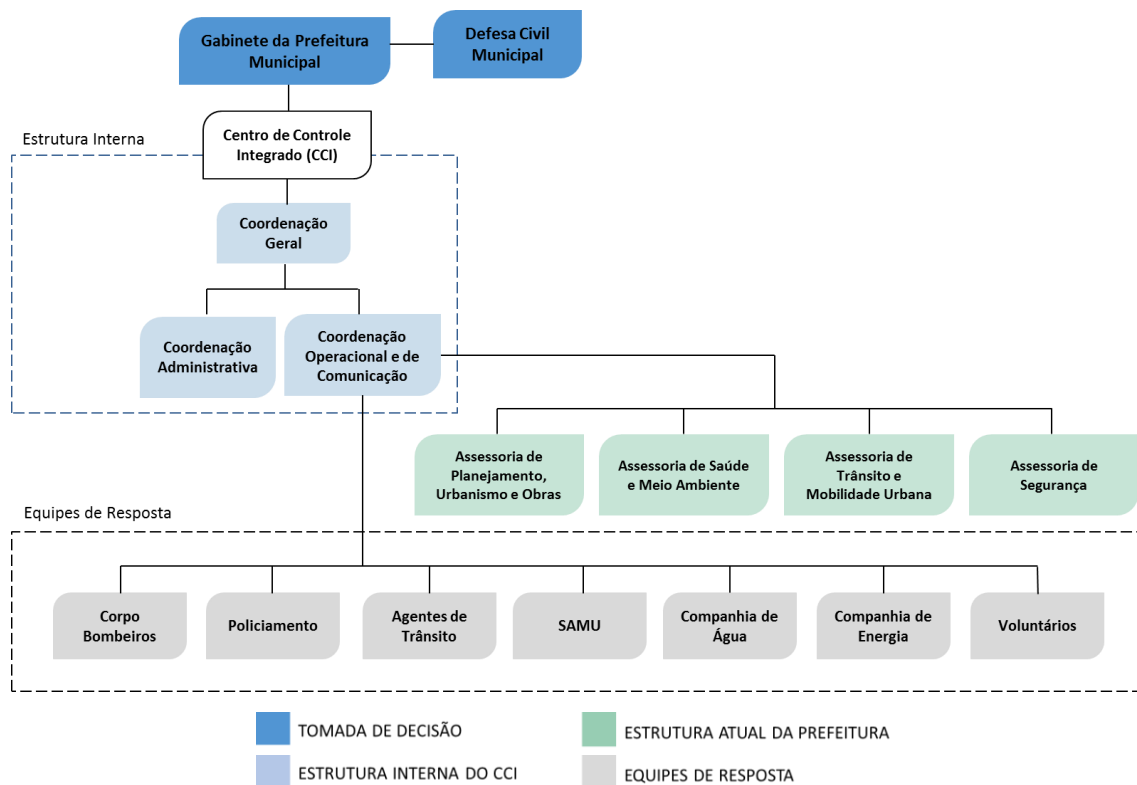 Gabinete da Prefeitura
Municipal
Defesa Civil
Municipal
Estrutura Interna
Centro de Controle
Integrado (CCI)
Coordenação
Geral
Coordenação
Administrativa
Coordenação
Operacional e de
Comunicação
Assessoria de
Planejamento,
Urbanismo e Obras
Assessoria de Saúde
e Meio Ambiente
Assessoria de
Trânsito e
Mobilidade Urbana
Assessoria de
Segurança
Equipes de Resposta
Corpo
Bombeiros
Policiamento
Agentes de
Trânsito
SAMU
Companhia de
Água
Companhia de
Energia
Voluntários
TOMADA DE DECISÃO
ESTRUTURA ATUAL DA PREFEITURA
ESTRUTURA INTERNA DO CCI
EQUIPES DE RESPOSTA